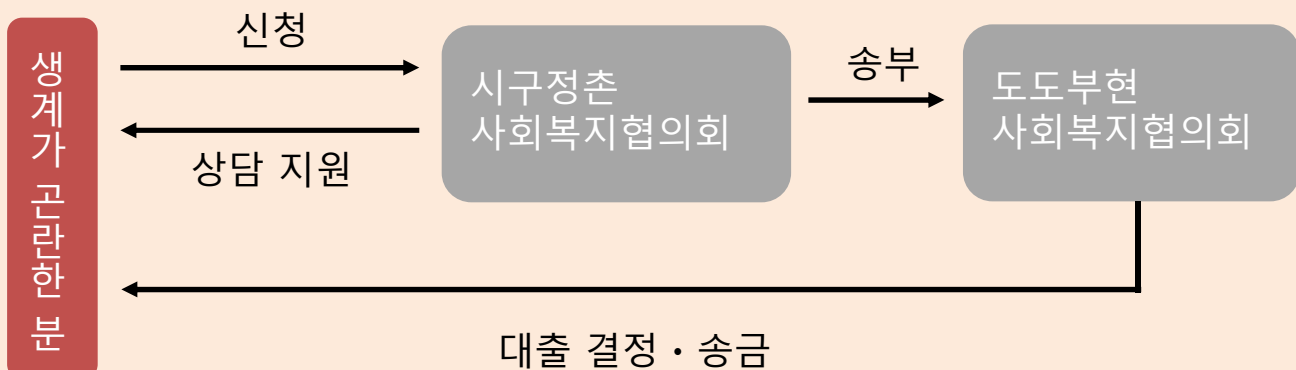 생계가 곤란한 분
신청
상담 지원
시구정촌
사회복지협의회
송부
도도부현
사회복지협의회
대출 결정・송금